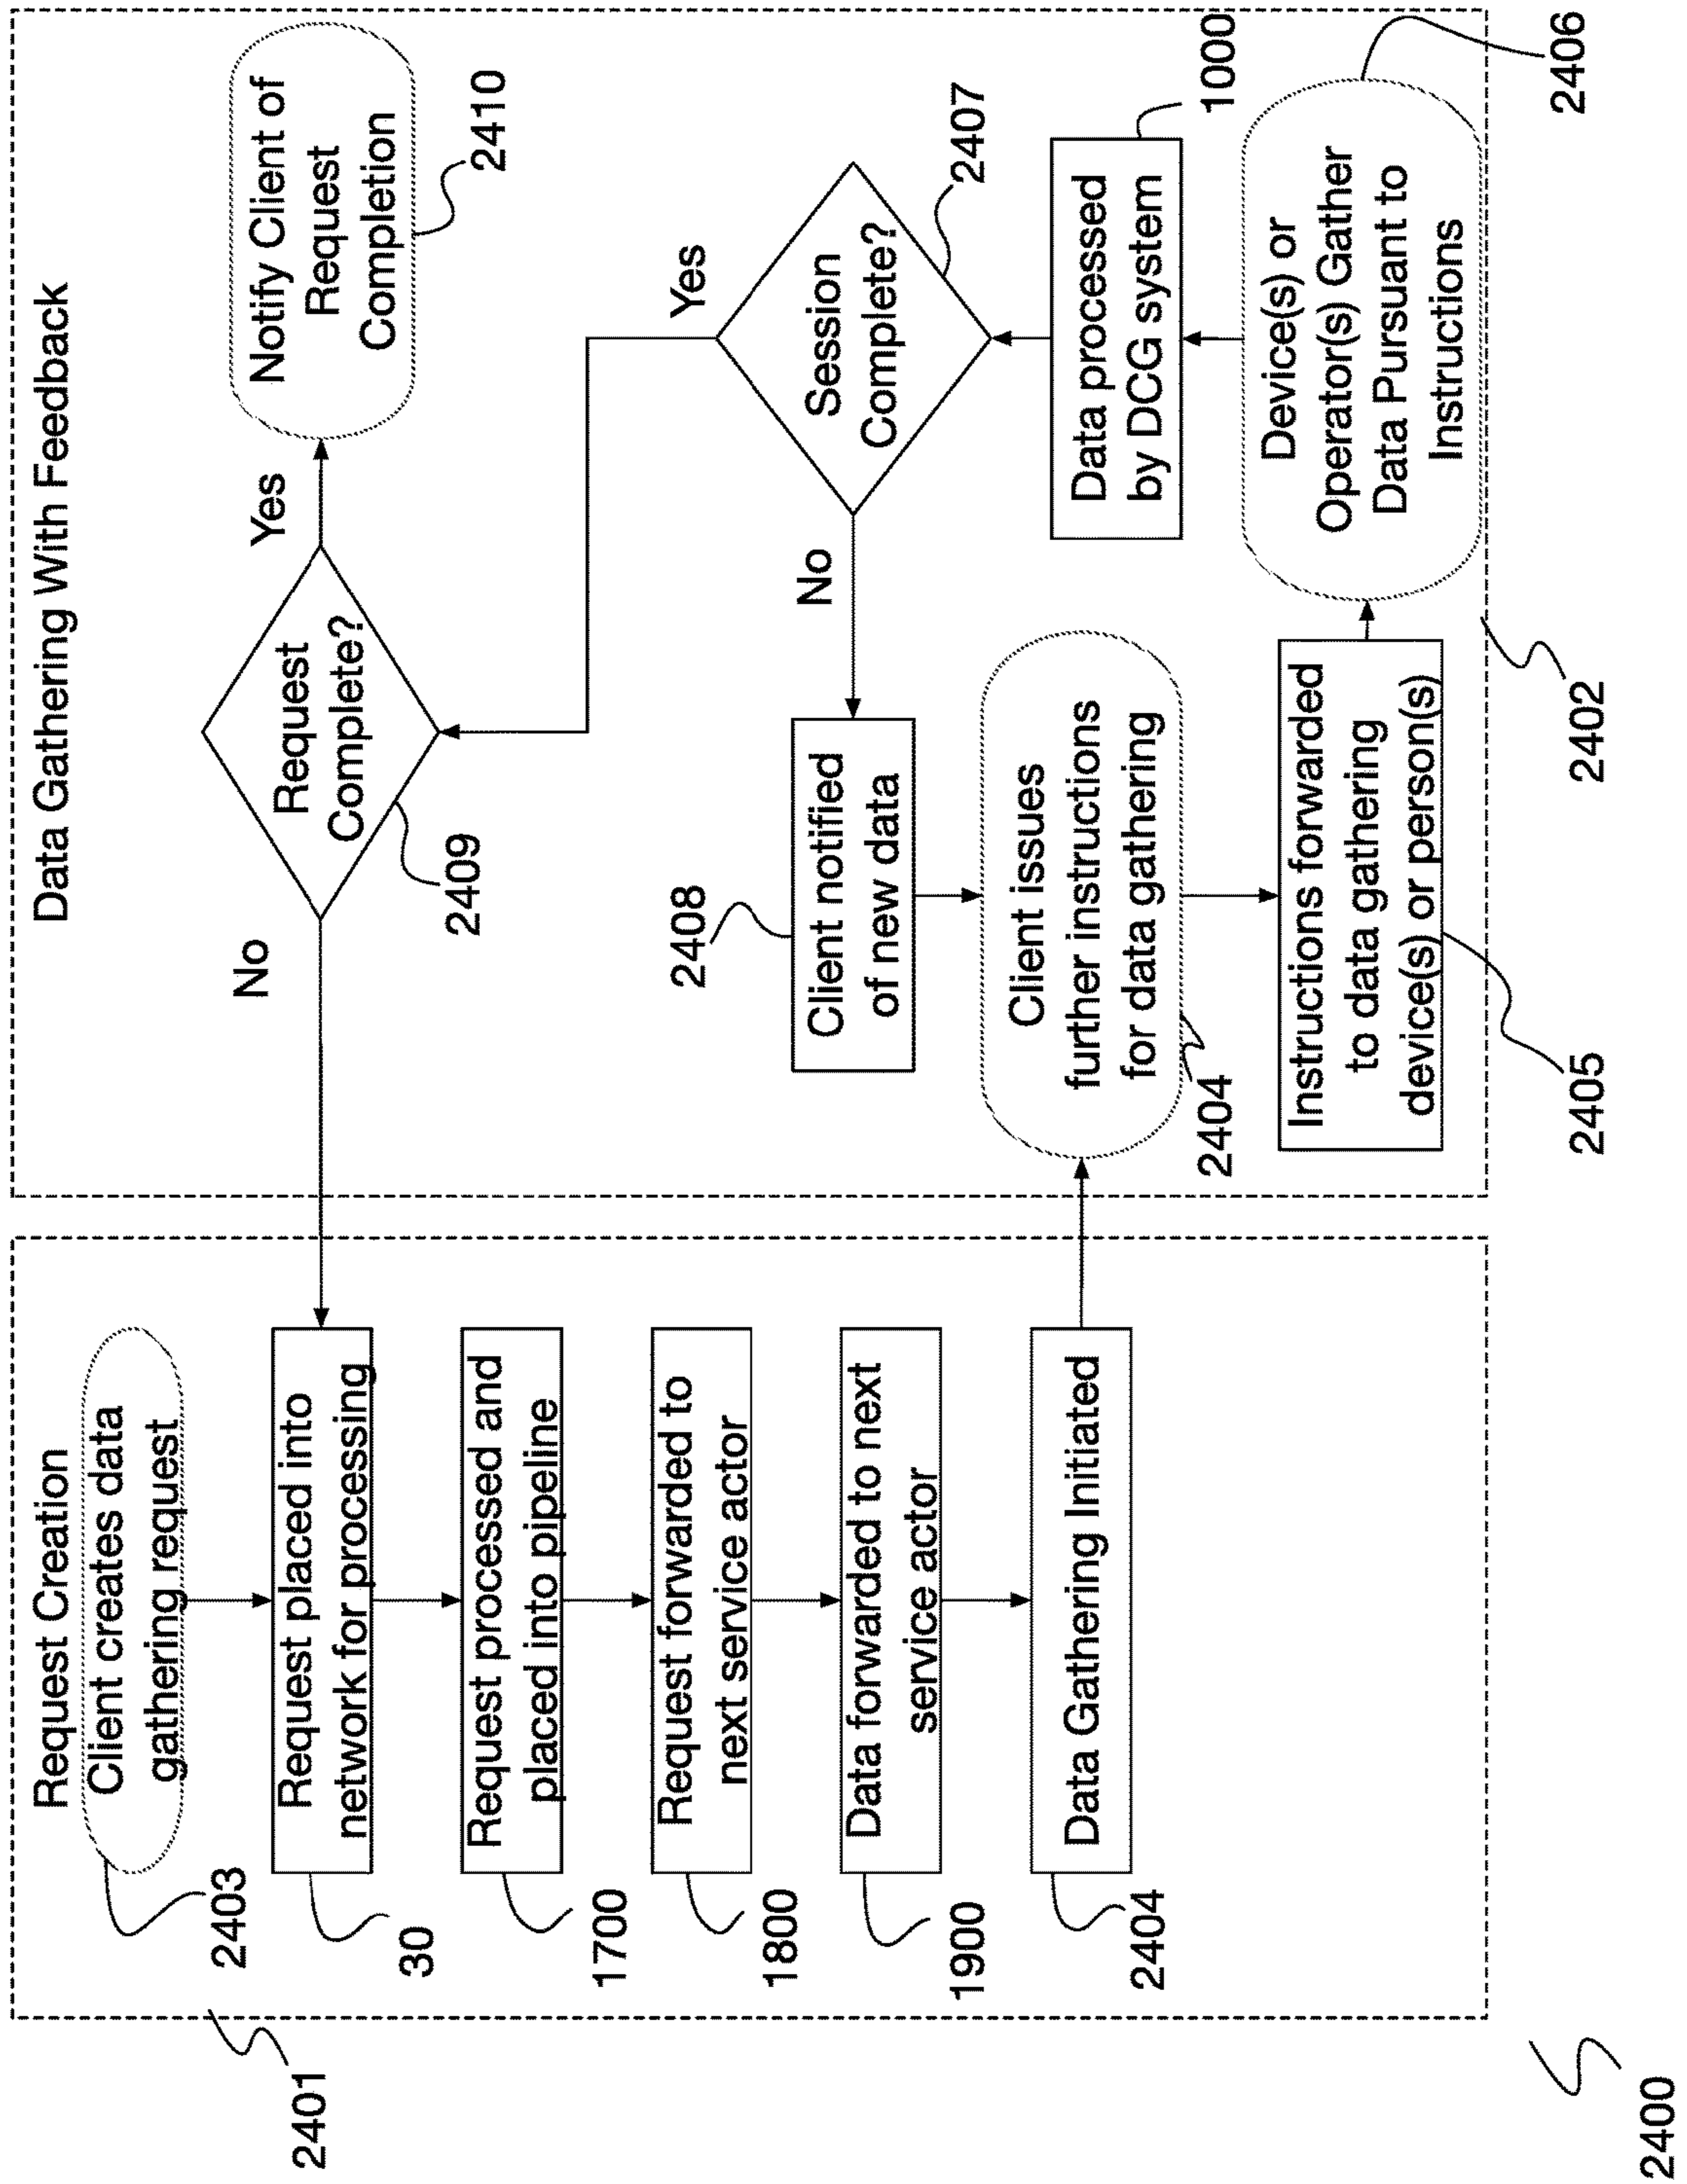 Request Creation
Client creates data
gathering request
2403
Request placed into
network for processing
30
Request processed and
placed into pipeline
1700
Request forwarded to
next service actor
1800
Data forwarded to next
service actor
1900
Data Gathering Initiated
2404
2401
Data Gathering With Feedback
Request
Complete?
2409
No
Yes
Notify Client of
Request
Completion
2410
Session
Complete?
2407
Yes
No
Client notified
of new data
2408
Client issues
further instructions
for data gathering
2404
Instructions forwarded
to data gathering
device(s) or person(s)
2405
Device(s) or
Operator(s) Gather
Data Pursuant to
Instructions
2406
Data processed
by DCG system
1000
2402
2400